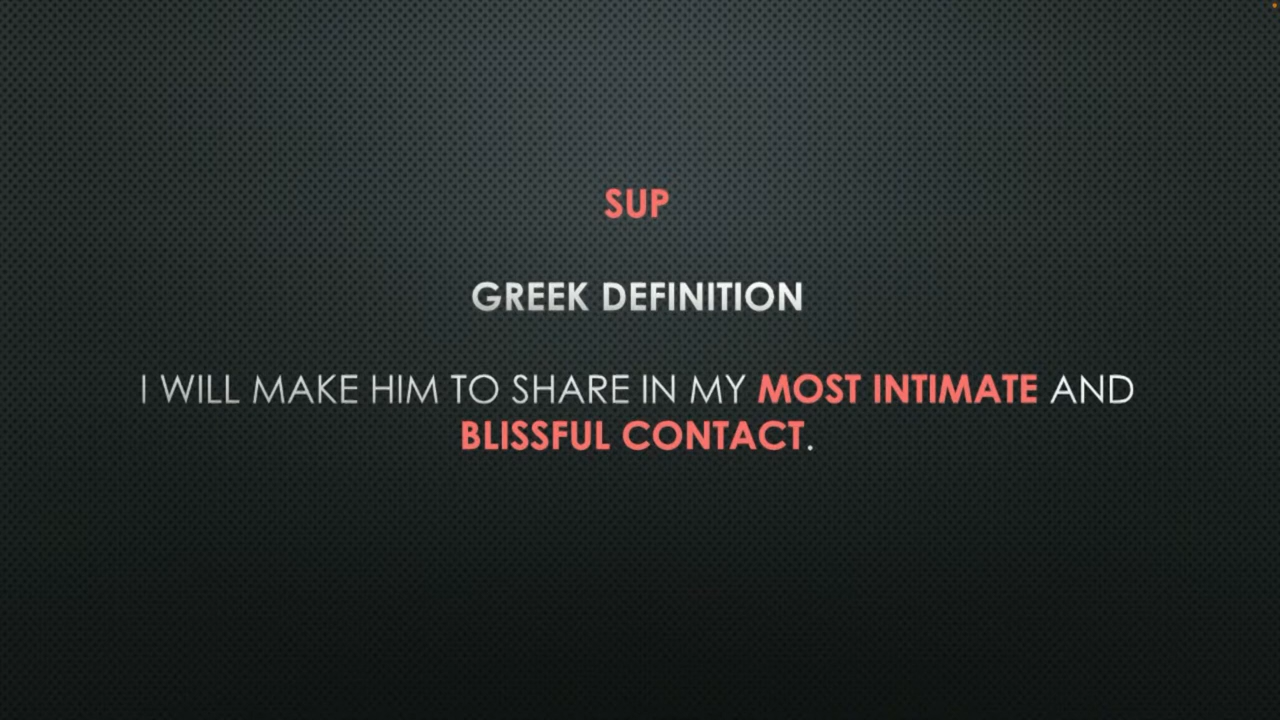 SUP
GREEK DEFINITION
I WILL MAKE HIM TO SHARE IN MY MOST INTIMATE AND
BLISSFUL CONTACT.